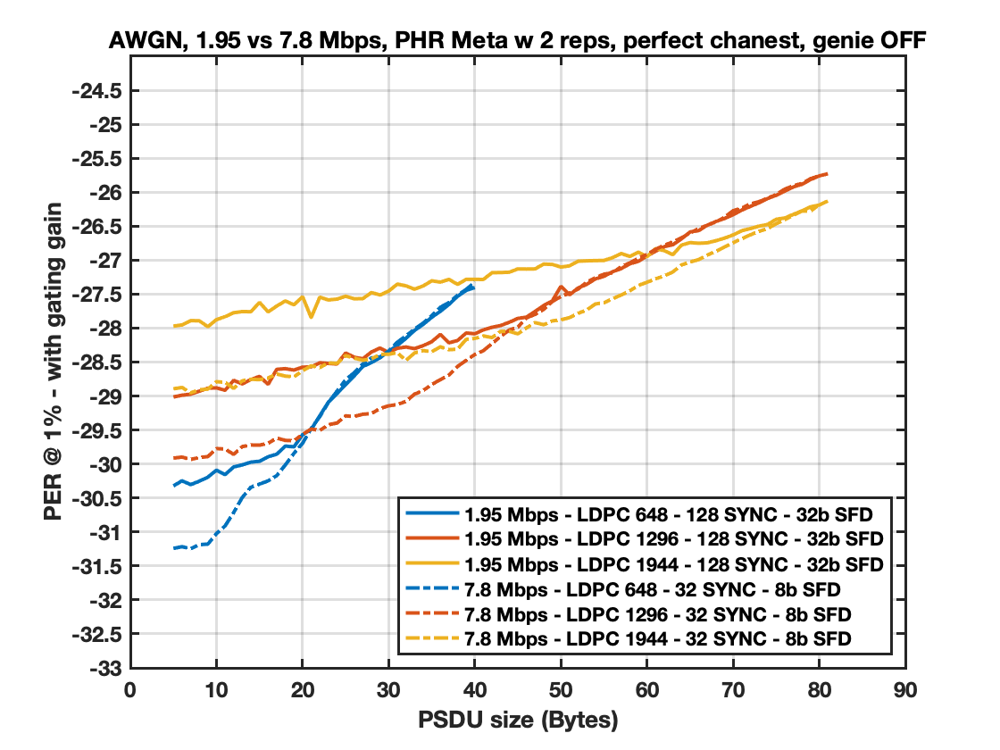 AWGN, 1.95 vs 7.8 Mbps, PHR Meta w 2 reps, perfect chanest, genie OFF
PER @ 1% - with gating gain
-24.5
-25
-25.5
-26
-26.5
-27
-27.5
-28
-28.5
-29
-29.5
-30
-30.5
-31
-31.5
-32
-32.5
-33
1.95 Mbps - LDPC 648 - 128 SYNC - 32b SFD
1.95 Mbps - LDPC 1296 - 128 SYNC - 32b SFD
1.95 Mbps - LDPC 1944 - 128 SYNC - 32b SFD
7.8 Mbps - LDPC 648 - 32 SYNC - 8b SFD
7.8 Mbps - LDPC 1296 - 32 SYNC - 8b SFD
7.8 Mbps - LDPC 1944 - 32 SYNC - 8b SFD
0 10 20 30 40 50 60 70 80 90
PSDU size (Bytes)